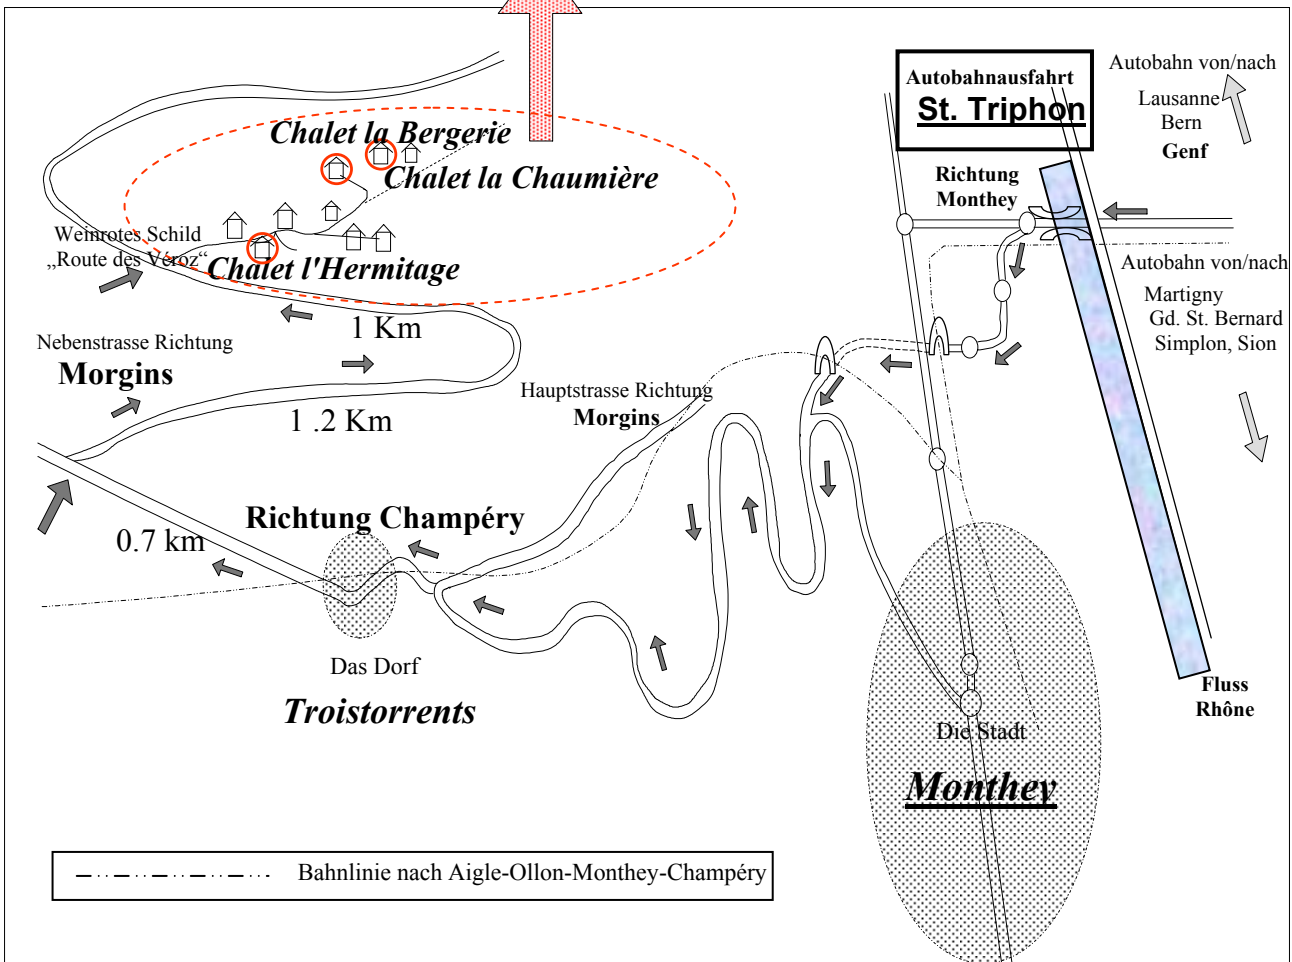 Autobahnausfahrt
St. Triphon
Autobahn von/nach
Lausanne
Bern
Genf
Richtung
Monthey
Chalet la Bergerie
Chalet la Chaumière
Weinrotes Schild
„Route des Véroz“
Chalet l'Hermitage
Autobahn von/nach
Martigny
Gd. St. Bernard
Simplon, Sion
1 Km
Nebenstrasse Richtung
Morgins
1 .2 Km
Hauptstrasse Richtung
Morgins
Richtung Champéry
0.7 km
Das Dorf
Troistorrents
Fluss
Rhône
Die Stadt
Monthey
Bahnlinie nach Aigle-Ollon-Monthey-Champéry